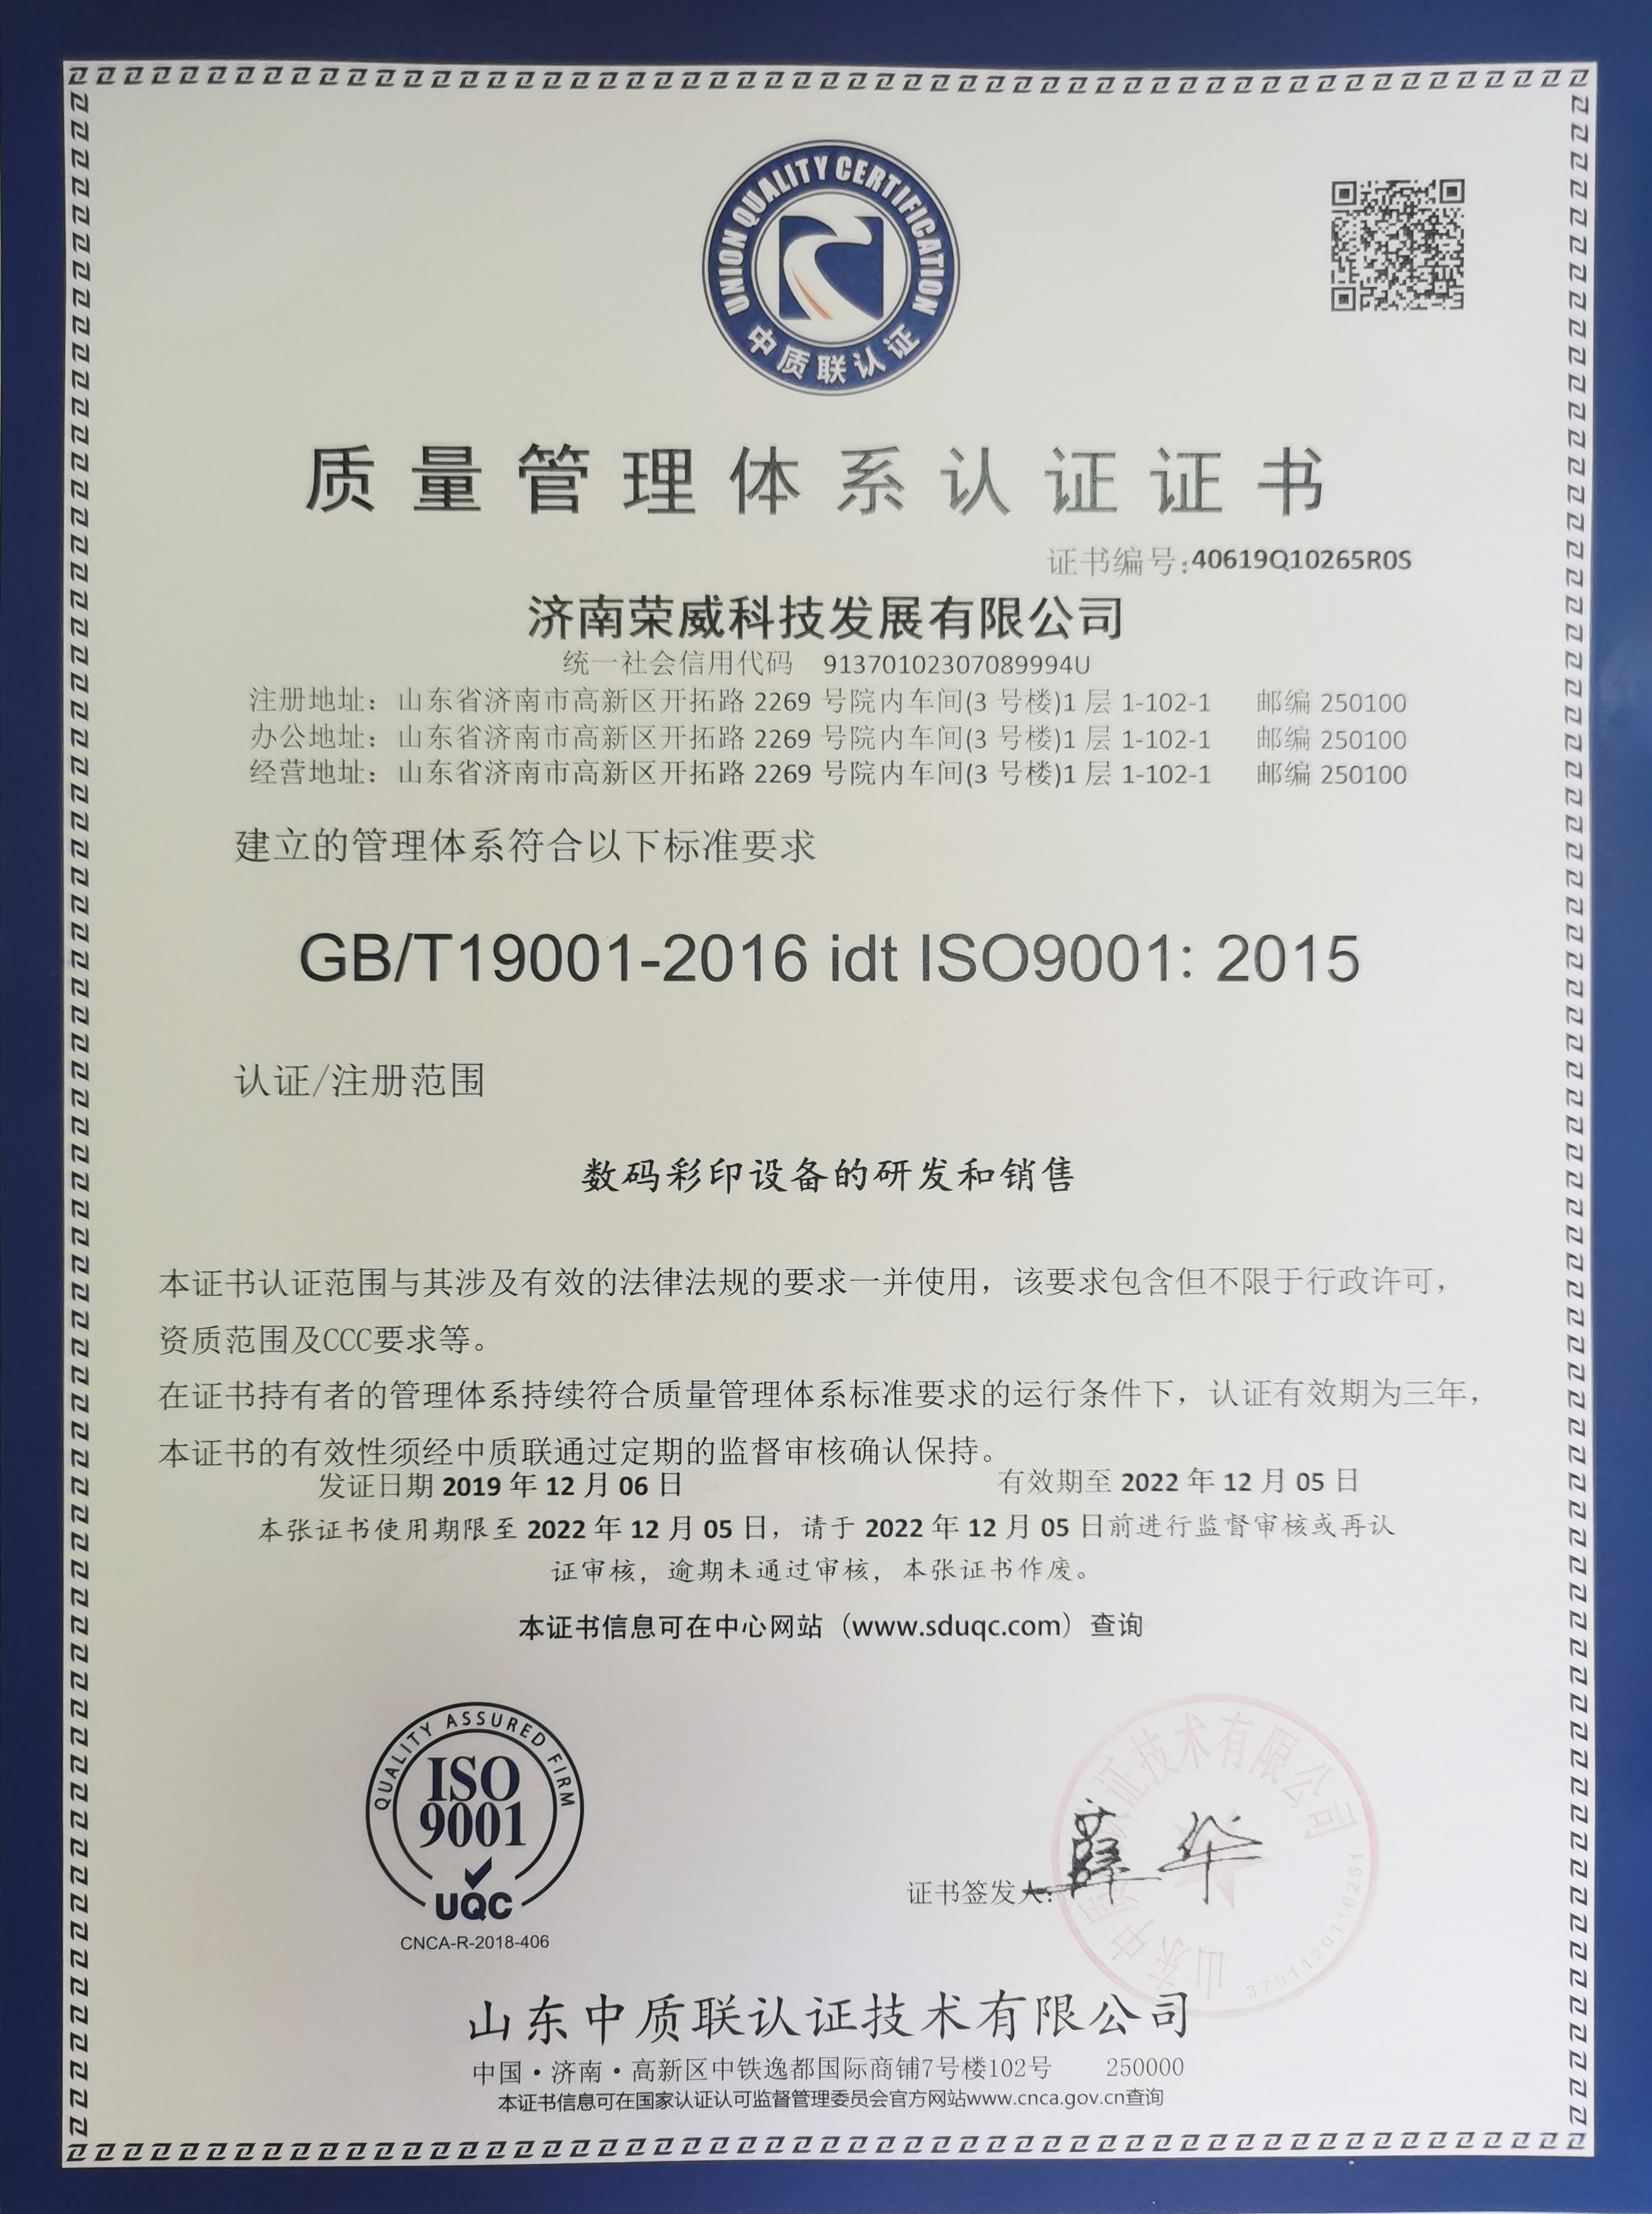 UNION QUALITY CERTIFICATION
中质联认证
质量管理体系认证证书
证书编号:40619Q10265R0S
济南荣威科技发展有限公司
统一社会信用代码 91370102307089994U
注册地址：山东省济南市高新区开拓路 2269 号院内车间(3 号楼)1 层 1-102-1 邮编 250100
办公地址：山东省济南市高新区开拓路 2269 号院内车间(3 号楼)1 层 1-102-1 邮编 250100
经营地址：山东省济南市高新区开拓路 2269 号院内车间(3 号楼)1 层 1-102-1 邮编 250100
建立的管理体系符合以下标准要求
GB/T19001-2016 idt ISO9001: 2015
认证/注册范围
数码彩印设备的研发和销售
本证书认证范围与其涉及有效的法律法规的要求一并使用，该要求包含但不限于行政许可，
资质范围及CCC要求等。
在证书持有者的管理体系持续符合质量管理体系标准要求的运行条件下，认证有效期为三年，
本证书的有效性须经中质联通过定期的监督审核确认保持。
发证日期 2019 年 12 月 06 日 有效期至 2022 年 12 月 05 日
本张证书使用期限至 2022 年 12 月 05 日，请于 2022 年 12 月 05 日前进行监督审核或再认
证审核，逾期未通过审核，本张证书作废。
本证书信息可在中心网站（www.sduqc.com）查询
QUALITY ASSURED FIRM
ISO
9001
UQC
CNCA-R-2018-406
证书签发人:
薛华
山东中质联认证技术有限公司
3701120116251
山东中质联认证技术有限公司
中国·济南·高新区中铁逸都国际商铺7号楼102号 250000
本证书信息可在国家认证认可监督管理委员会官方网站www.cnca.gov.cn查询